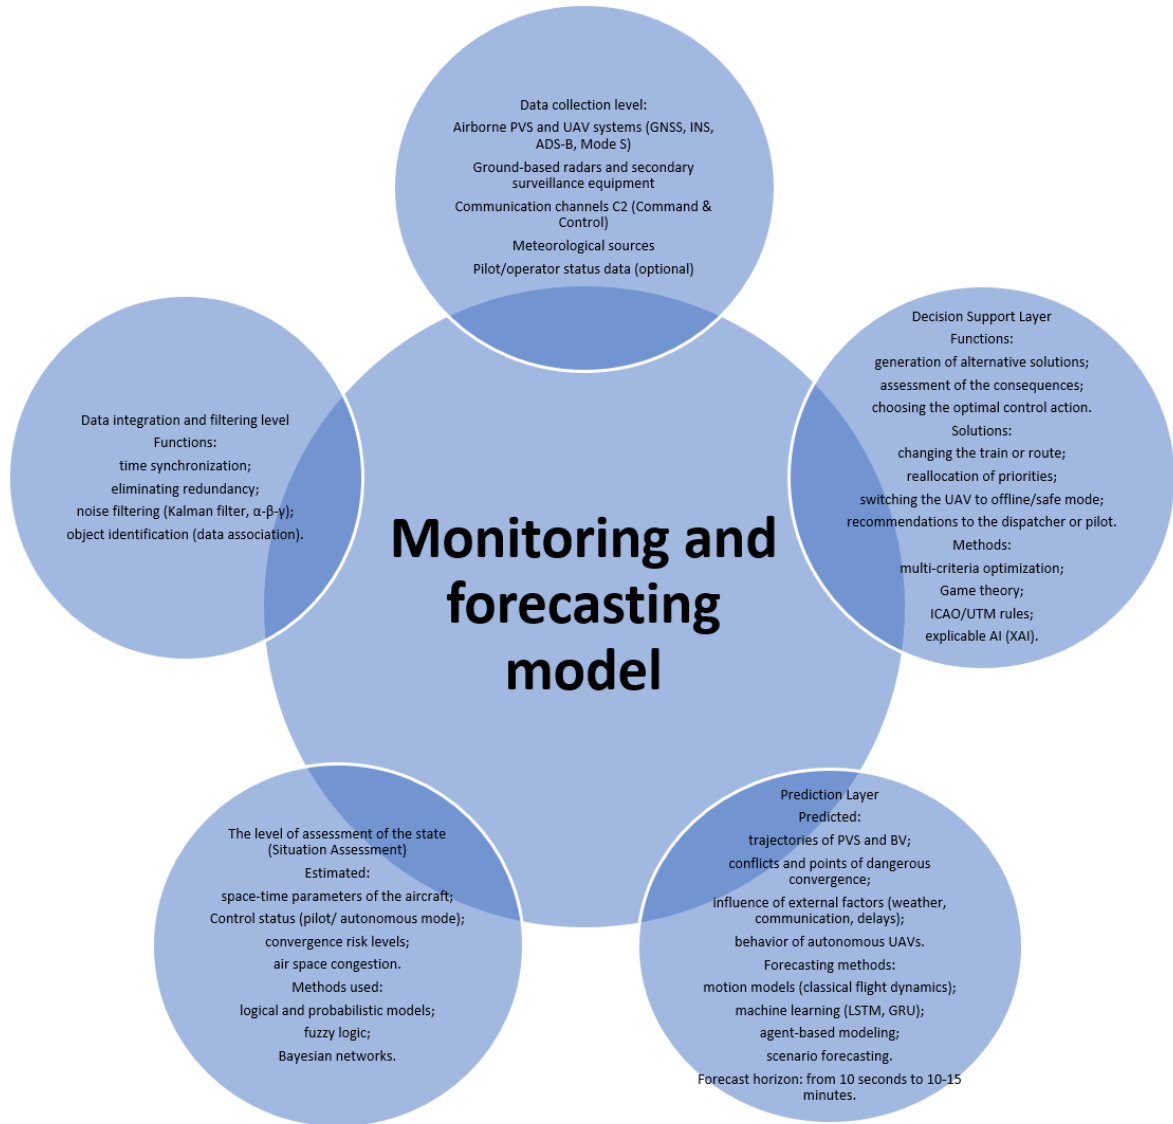 Data collection level:
Airborne PVS and UAV systems (GNSS, INS,
ADS-B, Mode S)
Ground-based radars and secondary
surveillance equipment
Communication channels C2 (Command &
Control)
Meteorological sources
Pilot/operator status data (optional)
Decision Support Layer
Functions:
generation of alternative solutions;
assessment of the consequences;
choosing the optimal control action.
Solutions:
changing the train or route;
reallocation of priorities;
switching the UAV to offline/safe mode;
recommendations to the dispatcher or pilot.
Methods:
multi-criteria optimization;
Game theory;
ICAO/UTM rules;
explicable AI (XAI).
Data integration and filtering level
Functions:
time synchronization;
eliminating redundancy;
noise filtering (Kalman filter, α-β-γ);
object identification (data association).
Monitoring and
forecasting
model
The level of assessment of the state
(Situation Assessment)
Estimated:
space-time parameters of the aircraft;
Control status (pilot/ autonomous mode);
convergence risk levels;
air space congestion.
Methods used:
logical and probabilistic models;
fuzzy logic;
Bayesian networks.
Prediction Layer
Predicted:
trajectories of PVS and BV;
conflicts and points of dangerous
convergence;
influence of external factors (weather,
communication, delays);
behavior of autonomous UAVs.
Forecasting methods:
motion models (classical flight dynamics);
machine learning (LSTM, GRU);
agent-based modeling;
scenario forecasting.
Forecast horizon: from 10 seconds to 10-15
minutes.